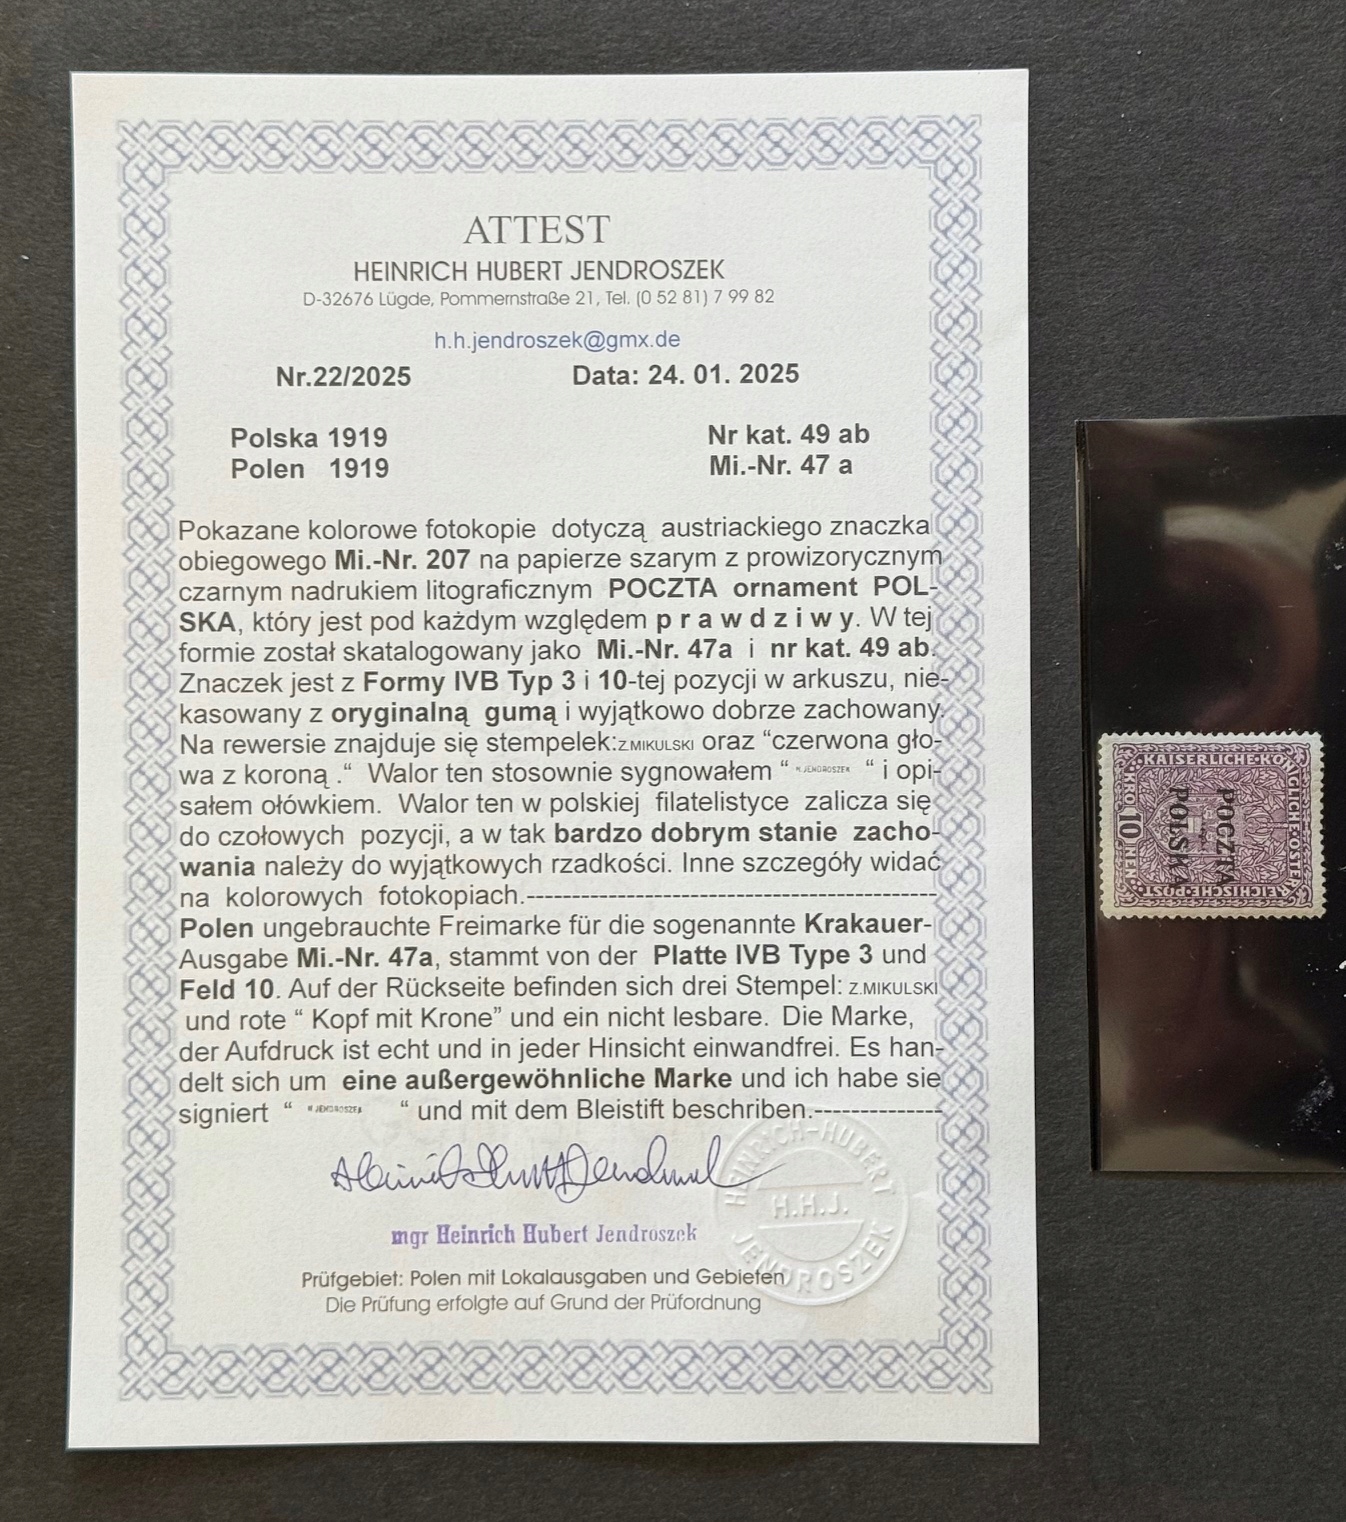 ATTEST
HEINRICH HUBERT JENDROSZEK
D-32676 Lügde, Pommernstraße 21, Tel. (0 52 81) 7 99 82
h.h.jendroszek@gmx.de
Nr.22/2025 Data: 24. 01. 2025
Polska 1919 Nr kat. 49 ab
Polen 1919 Mi.-Nr. 47 a
Pokazane kolorowe fotokopie dotyczą austriackiego znaczka
obiegowego Mi.-Nr. 207 na papierze szarym z prowizorycznym
czarnym nadrukiem litograficznym POCZTA ornament POL-
SKA, który jest pod każdym względem p r a w d z i w y. W tej
formie został skatalogowany jako Mi.-Nr. 47a i nr kat. 49 ab.
Znaczek jest z Formy IVB Typ 3 i 10-tej pozycji w arkuszu, nie-
kasowany z oryginalną gumą i wyjątkowo dobrze zachowany.
Na rewersie znajduje się stempelek:Z.MIKULSKI oraz “czerwona gło-
wa z koroną .“ Walor ten stosownie sygnowałem “ H.JENDROSZEK “ i opi-
sałem ołówkiem. Walor ten w polskiej filatelistyce zalicza się
do czołowych pozycji, a w tak bardzo dobrym stanie zacho-
wania należy do wyjątkowych rzadkości. Inne szczegóły widać
na kolorowych fotokopiach.------------------------------------------
Polen ungebrauchte Freimarke für die sogenannte Krakauer-
Ausgabe Mi.-Nr. 47a, stammt von der Platte IVB Type 3 und
Feld 10. Auf der Rückseite befinden sich drei Stempel: Z.MIKULSKI
und rote “ Kopf mit Krone” und ein nicht lesbare. Die Marke,
der Aufdruck ist echt und in jeder Hinsicht einwandfrei. Es han-
delt sich um eine außergewöhnliche Marke und ich habe sie
signiert “ H JENDROSZEK “ und mit dem Bleistift beschriben.--------------
mgr Heinrich Hubert Jendroszek
HEINRICH-HUBERT
H.H.J.
JENDROSZEK
Prüfgebiet: Polen mit Lokalausgaben und Gebieten
Die Prüfung erfolgte auf Grund der Prüfordnung
KAISERLICHE·KÖNIGLICH·ÖSTERREICHISCHE·POST
KRO 10 NEN
POCZTA
POLSKA